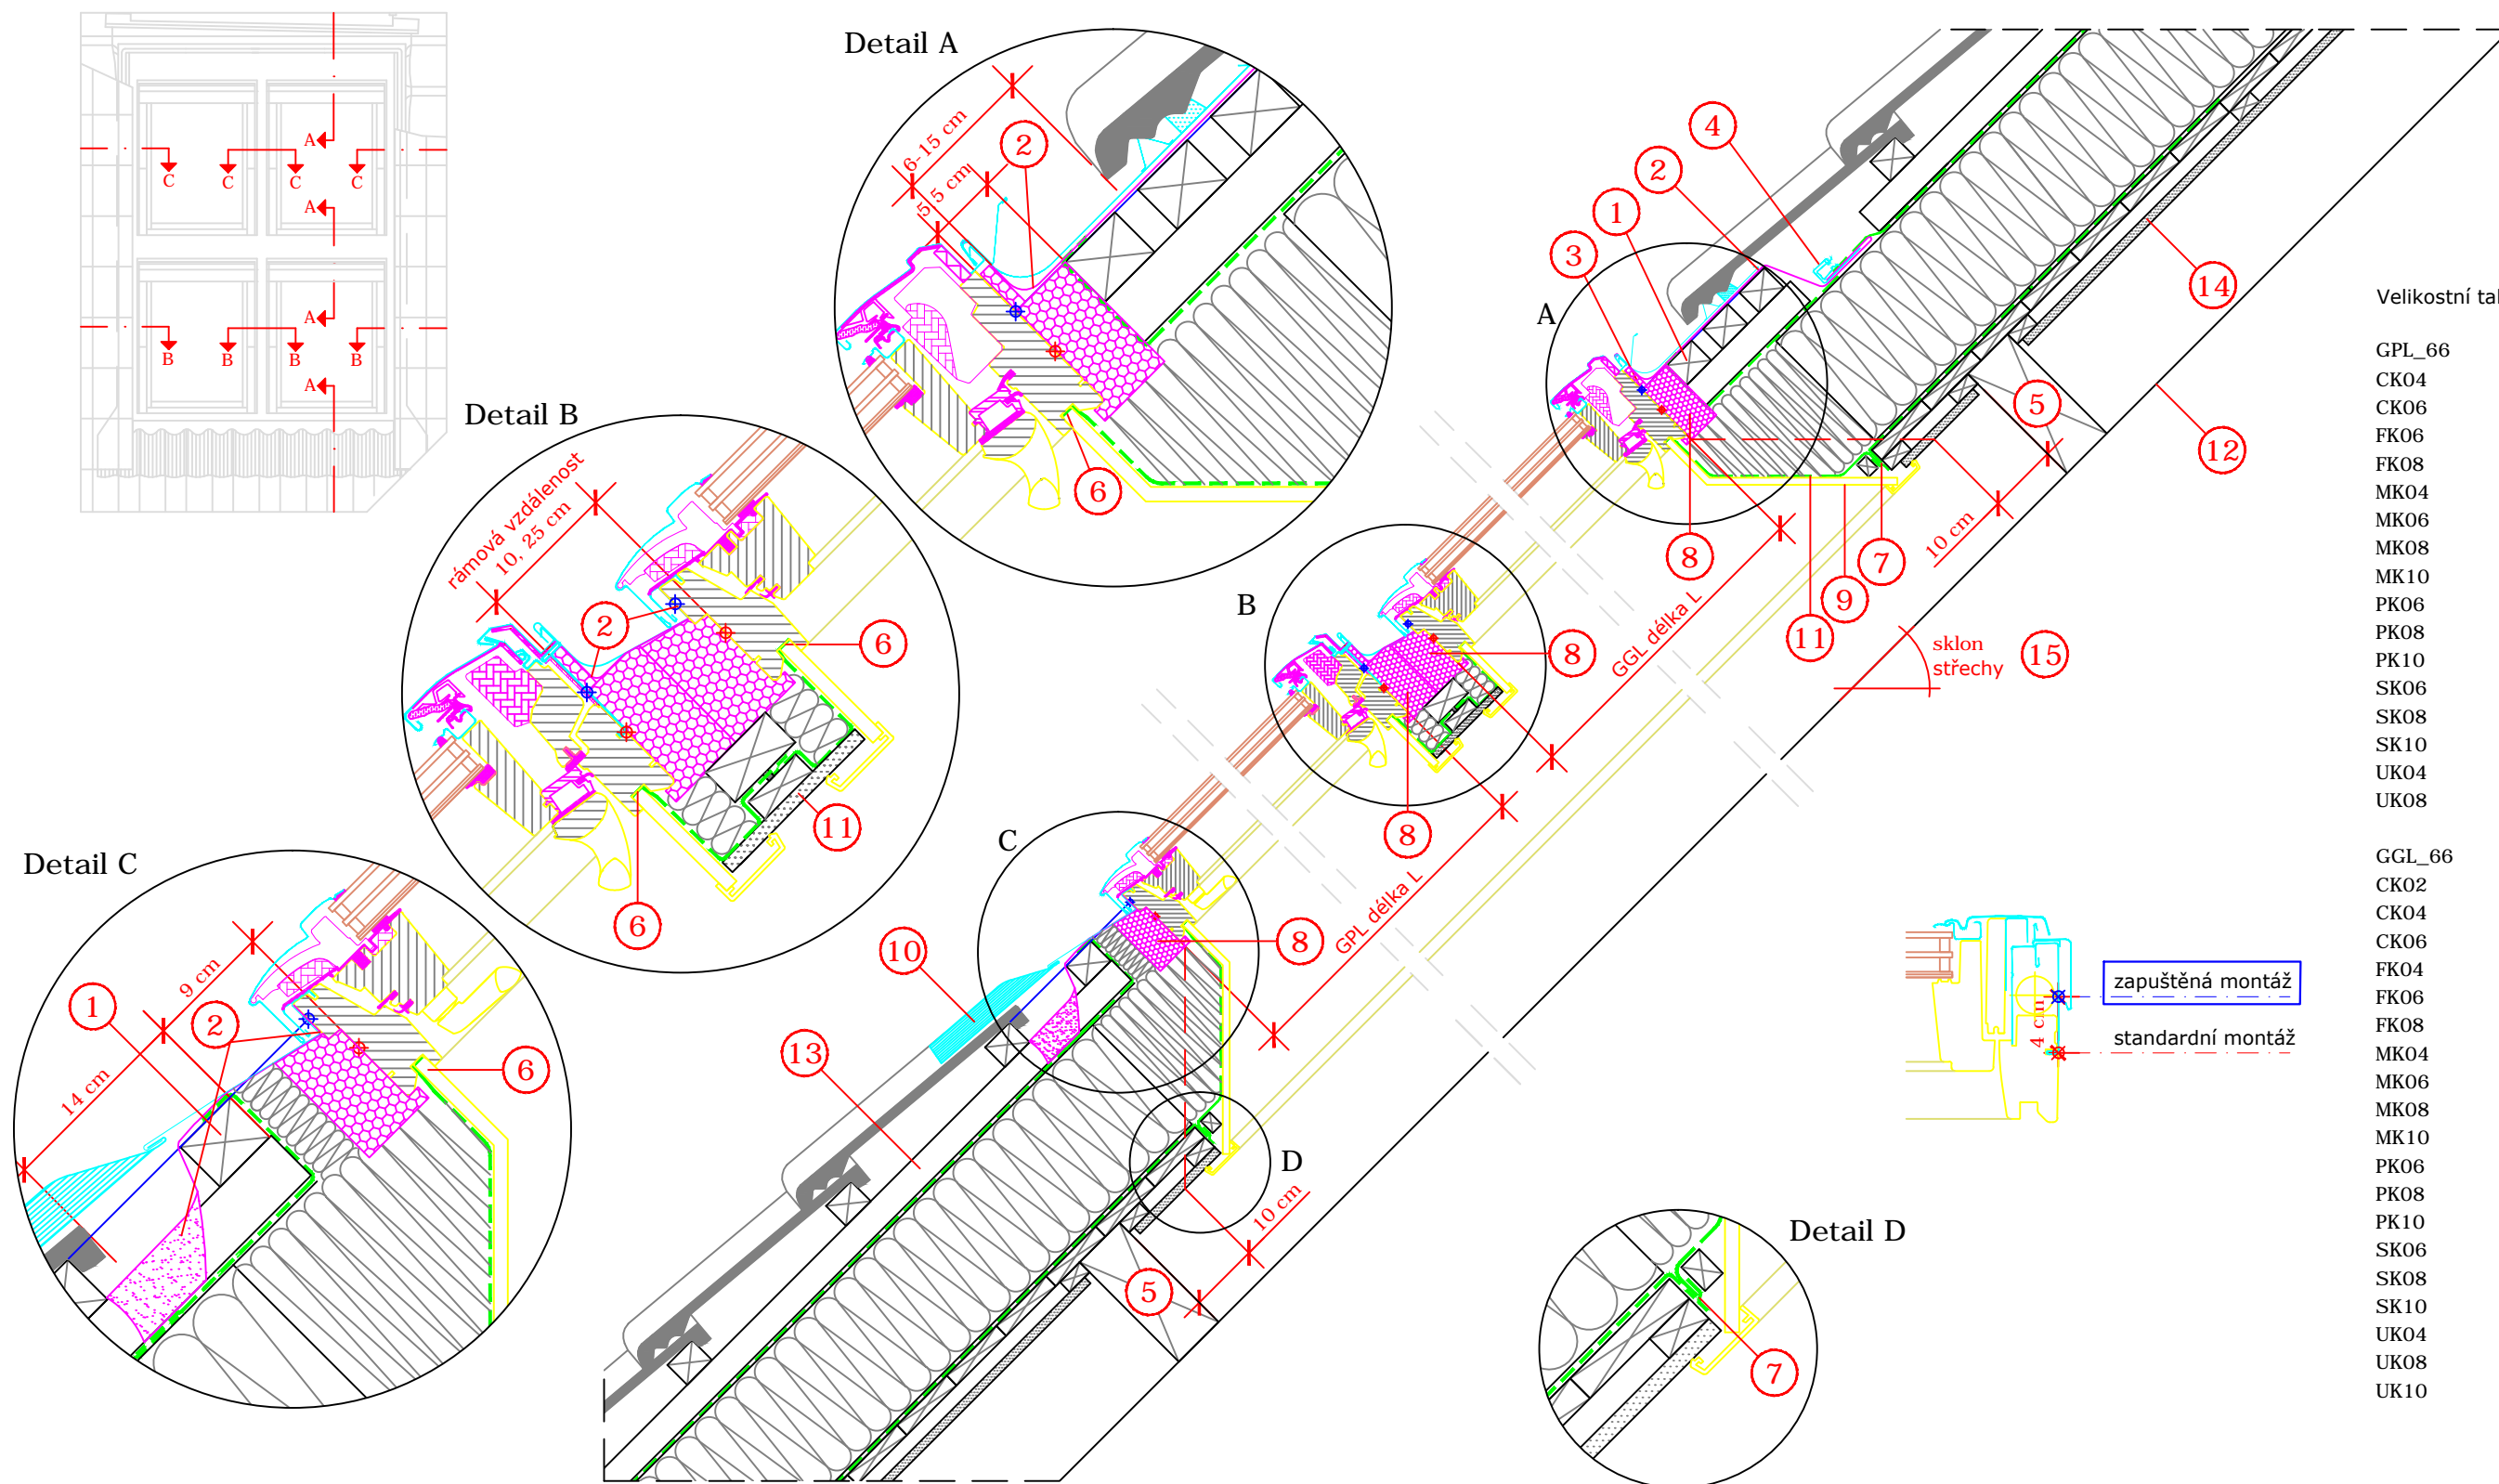 A
C
C
C
C
A
A
B
B
B
B
A
Detail A
6-15 cm
2
5,5 cm
6
Detail B
rámová vzdálenost
10, 25 cm
2
6
11
6
Detail C
9 cm
1
2
14 cm
6
4
2
1
3
A
14
5
12
7
10 cm
8
9
11
GGL délka L
sklon
střechy
15
B
8
8
GPL délka L
C
8
10
13
D
10 cm
5
Detail D
7
zapuštěná montáž
4 cm
standardní montáž
Velikostní tal
GPL_66
CK04
CK06
FK06
FK08
MK04
MK06
MK08
MK10
PK06
PK08
PK10
SK06
SK08
SK10
UK04
UK08
GGL_66
CK02
CK04
CK06
FK04
FK06
FK08
MK04
MK06
MK08
MK10
PK06
PK08
PK10
SK06
SK08
SK10
UK04
UK08
UK10